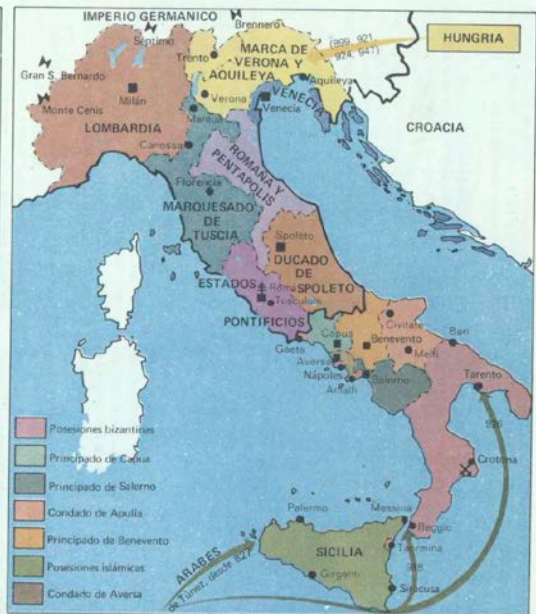 IMPERIO GERMANICO
Brennero
Séptimo
(899, 921,
924, 947)
HUNGRIA
Trento
MARCA DE
VERONA Y
AQUILEYA
Gran S. Bernardo
Aquileya
Milán
Verona
VENECIA
Venecia
Monte Cenis
Mantua
CROACIA
LOMBARDIA
Canossa
ROMANA Y
PENTAPOLIS
Florencia
MARQUESADO
DE
TUSCIA
Spoleto
DUCADO
DE
SPOLETO
ESTADOS
Roma
Tusculum
PONTIFICIOS
Civitate
Capua
Benevento
Bari
Gaeta
Melfi
Aversa
Tarento
Nápoles
Salerno
Amalfi
Posesiones bizantinas
Principado de Capua
Crotona
Principado de Salerno
Condado de Apulia
Palermo
Messina
Reggio
Principado de Benevento
SICILIA
Taormina
ARABES
de Túnez, desde 827
Posesiones islámicas
Girgenti
Siracusa
Condado de Aversa